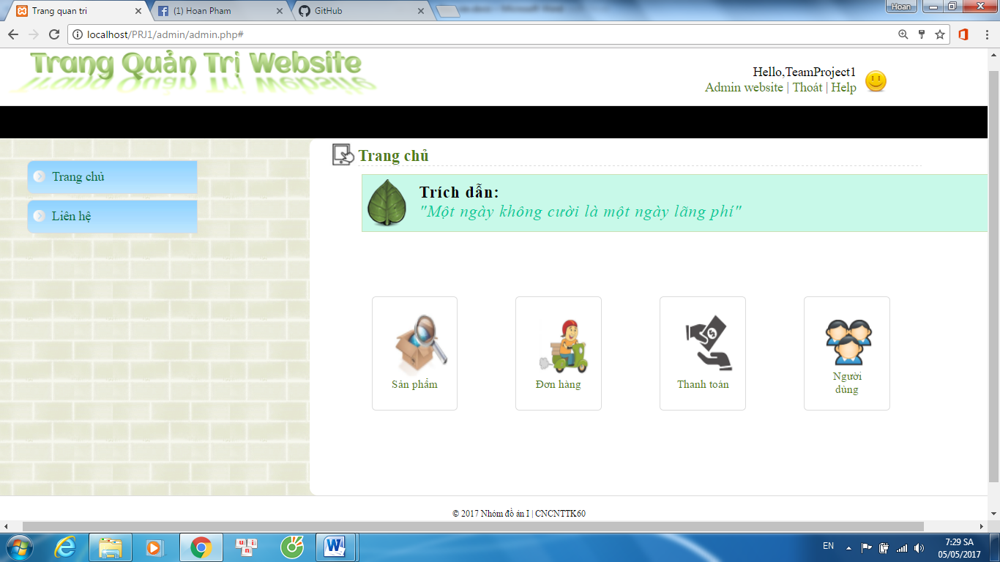 Trang quan tri
(1) Hoan Pham
GitHub
Hoan
localhost/PRJ1/admin/admin.php#
Trang Quản Trị Website
Hello,TeamProject1
Admin website | Thoát | Help
Trang chủ
Liên hệ
Trang chủ
Trích dẫn:
"Một ngày không cười là một ngày lãng phí"
Sản phẩm
Đơn hàng
Thanh toán
Người
dùng
© 2017 Nhóm đồ án I | CNCNTTK60
EN
7:29 SA
05/05/2017